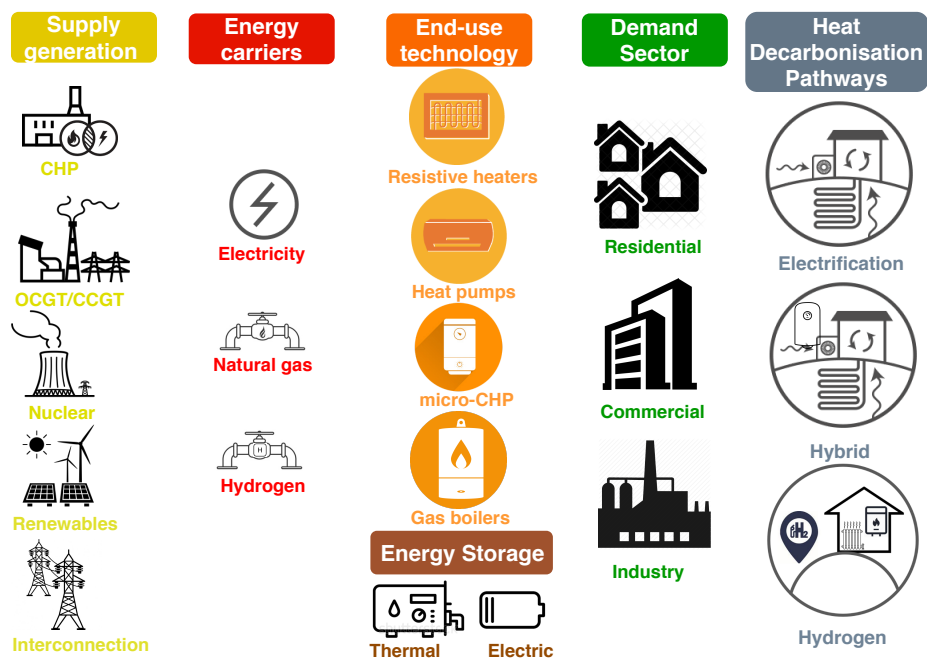 Supply
generation
CHP
OCGT/CCGT
Nuclear
Renewables
Interconnection
Energy
carriers
Electricity
Natural gas
H
Hydrogen
End-use
technology
Resistive heaters
Heat pumps
micro-CHP
Gas boilers
Energy Storage
Thermal
Electric
Demand
Sector
Residential
Commercial
Industry
Heat
Decarbonisation
Pathways
Electrification
Hybrid
H2
Hydrogen